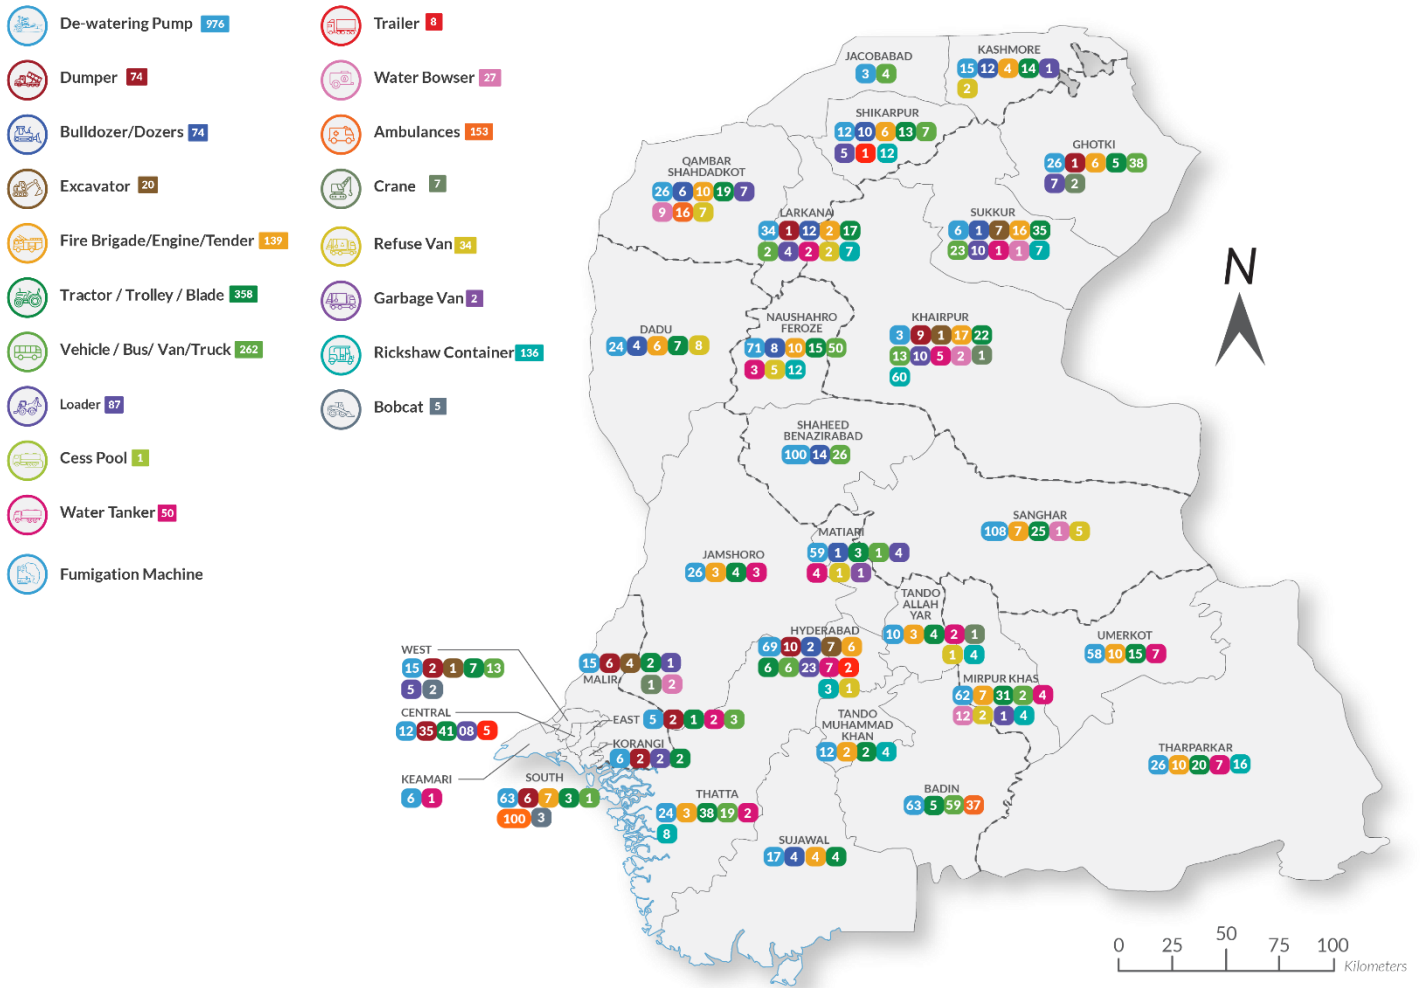 De-watering Pump 976
Dumper 74
Bulldozer/Dozers 74
Excavator 20
Fire Brigade/Engine/Tender 139
Tractor / Trolley / Blade 358
Vehicle / Bus/ Van/Truck 262
Loader 87
Cess Pool 1
Water Tanker 50
Fumigation Machine
Trailer 8
Water Bowser 27
Ambulances 153
Crane 7
Refuse Van 34
Garbage Van 2
Rickshaw Container 136
Bobcat 5
JACOBABAD
3 4
KASHMORE
15 12 4 14 1
2
SHIKARPUR
12 10 6 13 7
5 1 12
GHOTKI
26 1 6 5 38
7 2
QAMBAR
SHAHDADKOT
26 6 10 19 7
9 16 7
LARKANA
34 1 12 2 17
2 4 2 2 7
SUKKUR
6 1 7 16 35
23 10 1 1 7
N
DADU
24 4 6 7 8
NAUSHAHRO
FEROZE
71 8 10 15 50
3 5 12
KHAIRPUR
3 9 1 17 22
13 10 5 2 1
60
SHAHEED
BENAZIRABAD
100 14 26
SANGHAR
108 7 25 1 5
MATIARI
59 1 3 1 4
4 1 1
JAMSHORO
26 3 4 3
TANDO
ALLAH
YAR
10 3 4 2 1
1 4
HYDERABAD
69 10 2 7 6
6 6 23 7 2
3 1
UMERKOT
58 10 15 7
MIRPUR KHAS
62 7 31 2 4
12 2 1 4
WEST
15 2 1 7 13
5 2
15 6 4 2 1
MALIR
1 2
CENTRAL
12 35 41 08 5
EAST
5 2 1 2 3
KORANGI
6 2 2 2
TANDO
MUHAMMAD
KHAN
12 2 2 4
THARPARKAR
26 10 20 7 16
KEAMARI
6 1
SOUTH
63 6 7 3 1
100 3
THATTA
24 3 38 19 2
8
BADIN
63 5 59 37
SUJAWAL
17 4 4 4
0 25 50 75 100
Kilometers